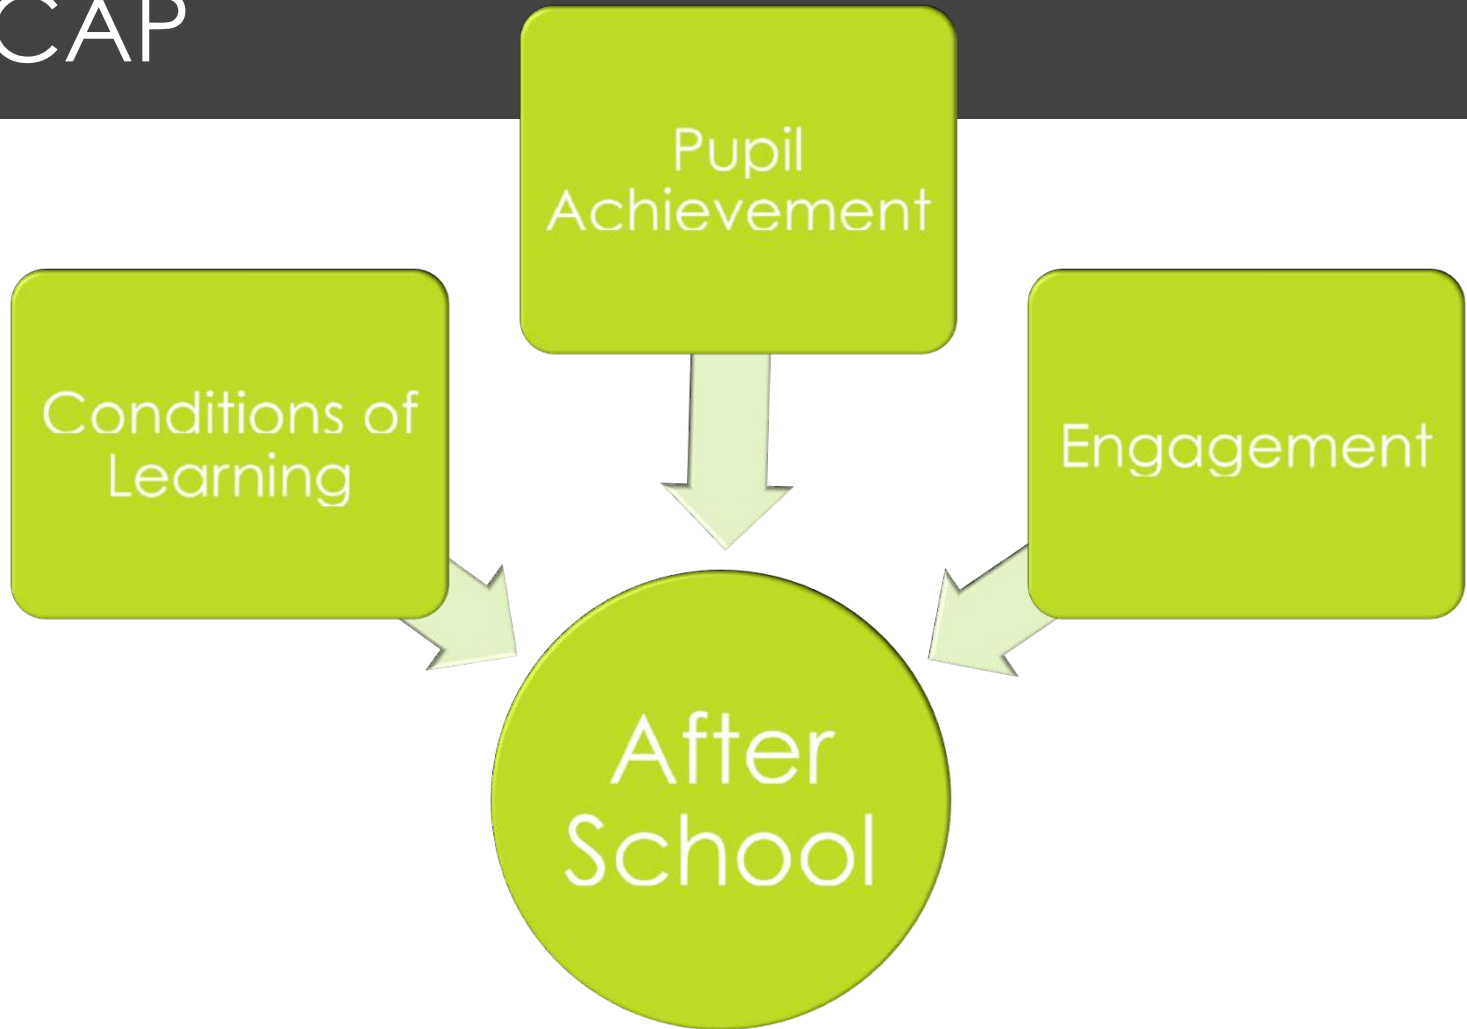 CAP
Pupil
Achievement
Conditions of
Learning
Engagement
After
School